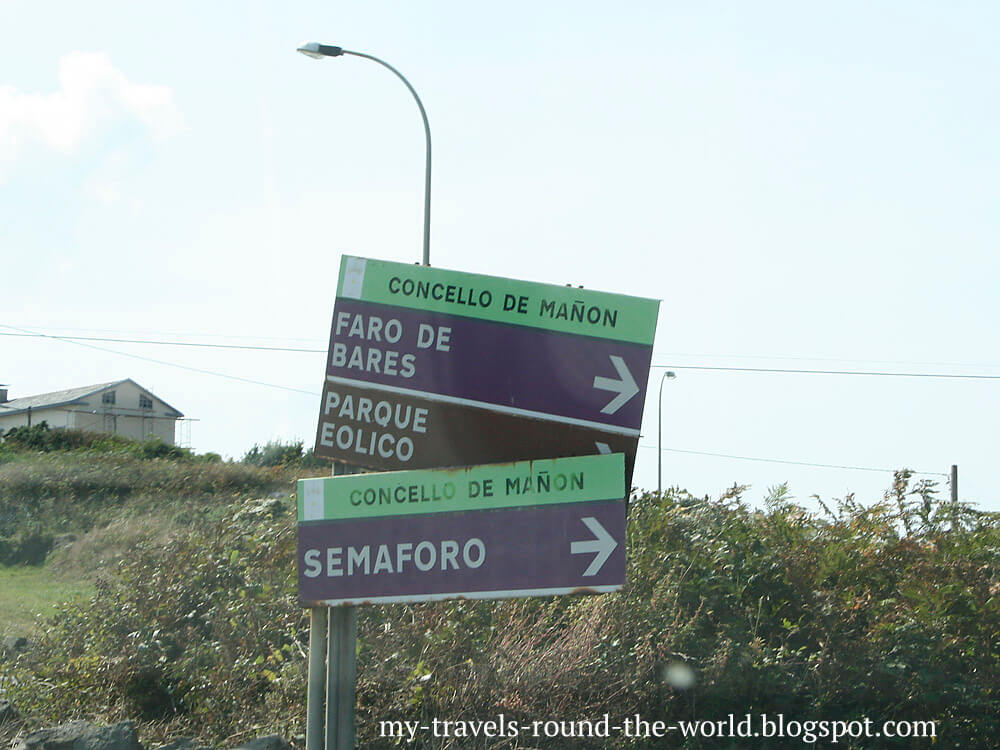 CONCELLO DE MAÑON
FARO DE
BARES
PARQUE
EOLICO
CONCELLO DE MAÑON
SEMAFORO
my-travels-round-the-world.blogspot.com